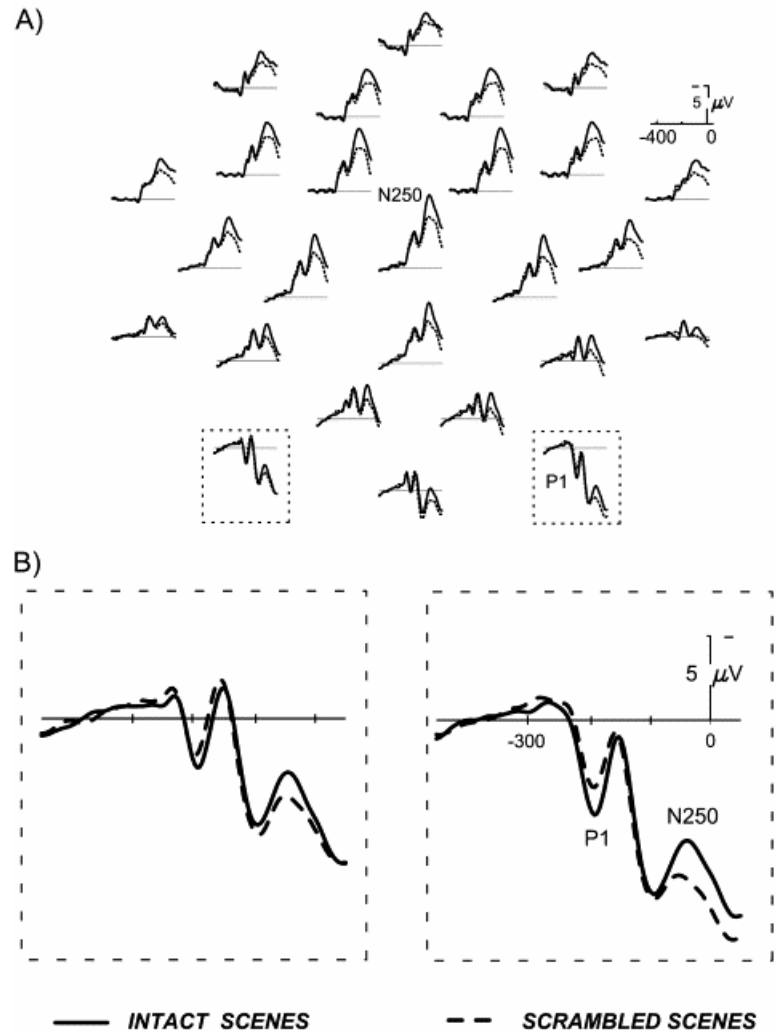 A)
5 μV
-400 0
N250
P1
B)
5 μV
-300 0
P1
N250
INTACT SCENES
SCRAMBLED SCENES